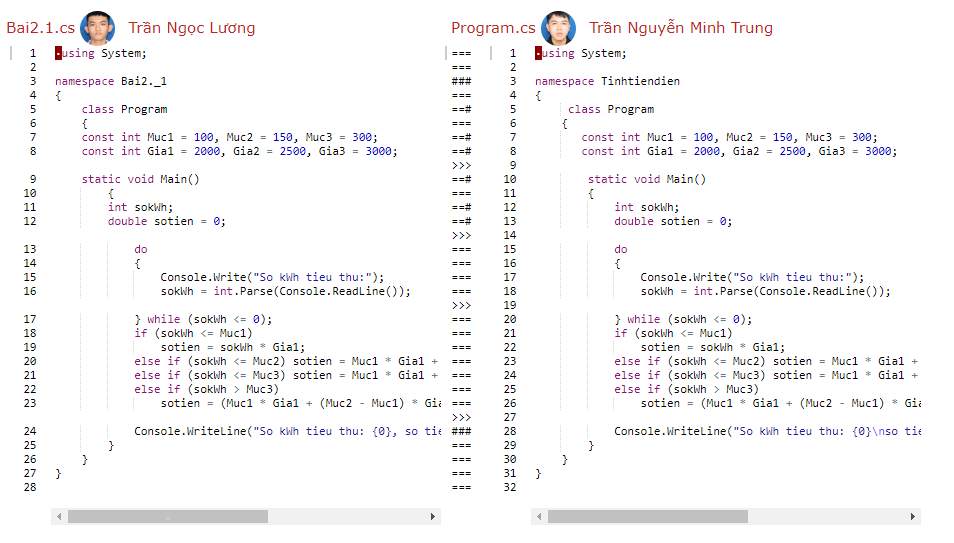 Bai2.1.cs Trần Ngọc Lương
1 using System;
2
3 namespace Bai2._1
4 {
5 class Program
6 {
7 const int Muc1 = 100, Muc2 = 150, Muc3 = 300;
8 const int Gia1 = 2000, Gia2 = 2500, Gia3 = 3000;
9 static void Main()
10 {
11 int sokWh;
12 double sotien = 0;
13 do
14 {
15 Console.Write("So kWh tieu thu:");
16 sokWh = int.Parse(Console.ReadLine());
17 } while (sokWh <= 0);
18 if (sokWh <= Muc1)
19 sotien = sokWh * Gia1;
20 else if (sokWh <= Muc2) sotien = Muc1 * Gia1 +
21 else if (sokWh <= Muc3) sotien = Muc1 * Gia1 +
22 else if (sokWh > Muc3)
23 sotien = (Muc1 * Gia1 + (Muc2 - Muc1) * Gia
24 Console.WriteLine("So kWh tieu thu: {0}, so tie
25 }
26 }
27 }
28
===
===
###
===
==#
===
==#
==#
>>>
==#
===
==#
==#
>>>
===
===
===
===
>>>
===
===
===
===
===
===
===
>>>
###
===
===
===
===
Program.cs Trần Nguyễn Minh Trung
1 using System;
2
3 namespace Tinhtiendien
4 {
5 class Program
6 {
7 const int Muc1 = 100, Muc2 = 150, Muc3 = 300;
8 const int Gia1 = 2000, Gia2 = 2500, Gia3 = 3000;
9
10 static void Main()
11 {
12 int sokWh;
13 double sotien = 0;
14
15 do
16 {
17 Console.Write("So kWh tieu thu:");
18 sokWh = int.Parse(Console.ReadLine());
19
20 } while (sokWh <= 0);
21 if (sokWh <= Muc1)
22 sotien = sokWh * Gia1;
23 else if (sokWh <= Muc2) sotien = Muc1 * Gia1 +
24 else if (sokWh <= Muc3) sotien = Muc1 * Gia1 +
25 else if (sokWh > Muc3)
26 sotien = (Muc1 * Gia1 + (Muc2 - Muc1) * Gia
27
28 Console.WriteLine("So kWh tieu thu: {0}\nso tie
29 }
30 }
31 }
32